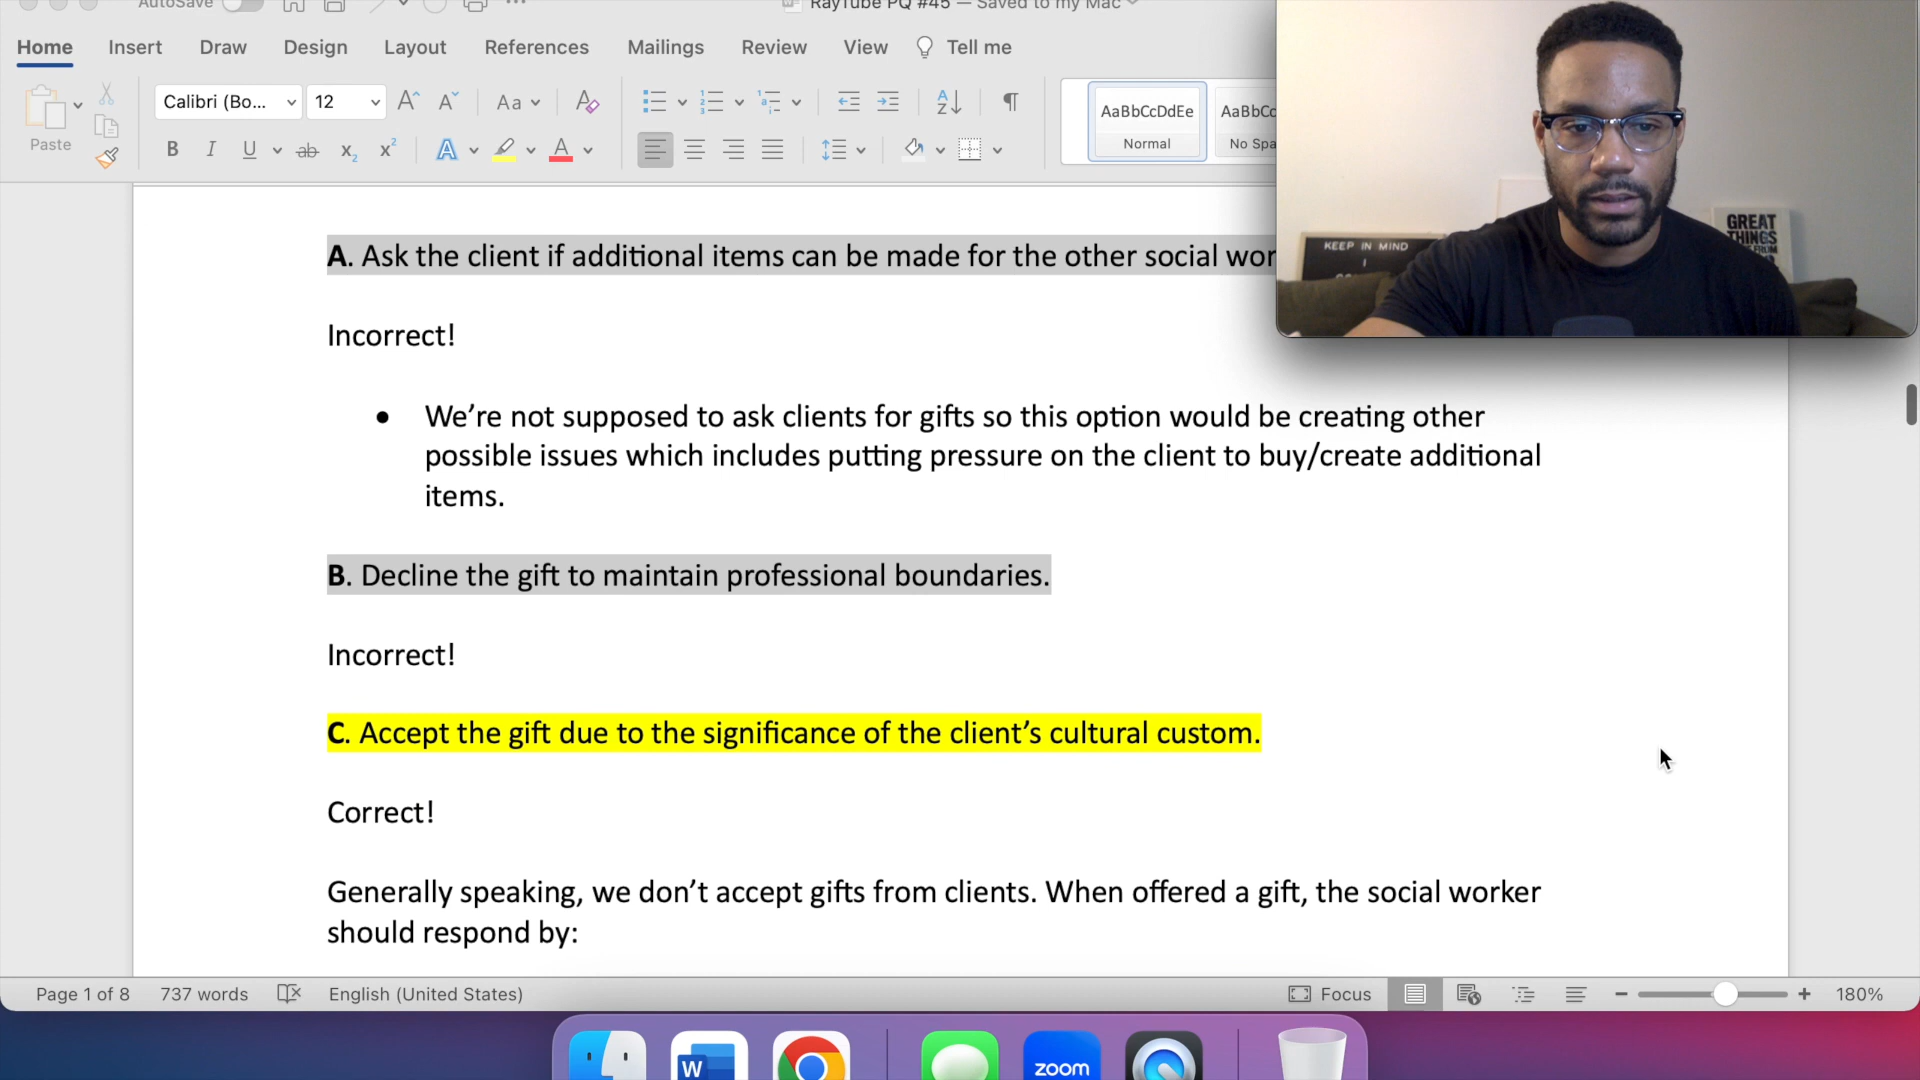 AutoSave
RayTube PQ #45 — Saved to my Mac
Home Insert Draw Design Layout References Mailings Review View Tell me
Paste
Calibri (Bo... 12
AaBbCcDdEe
Normal
AaBbCc
No Spa
A. Ask the client if additional items can be made for the other social wor
Incorrect!
• We’re not supposed to ask clients for gifts so this option would be creating other
possible issues which includes putting pressure on the client to buy/create additional
items.
B. Decline the gift to maintain professional boundaries.
Incorrect!
C. Accept the gift due to the significance of the client’s cultural custom.
Correct!
Generally speaking, we don’t accept gifts from clients. When offered a gift, the social worker
should respond by:
KEEP IN MIND
I
GREAT
THINGS
Page 1 of 8 737 words English (United States) Focus 180%
W
zoom